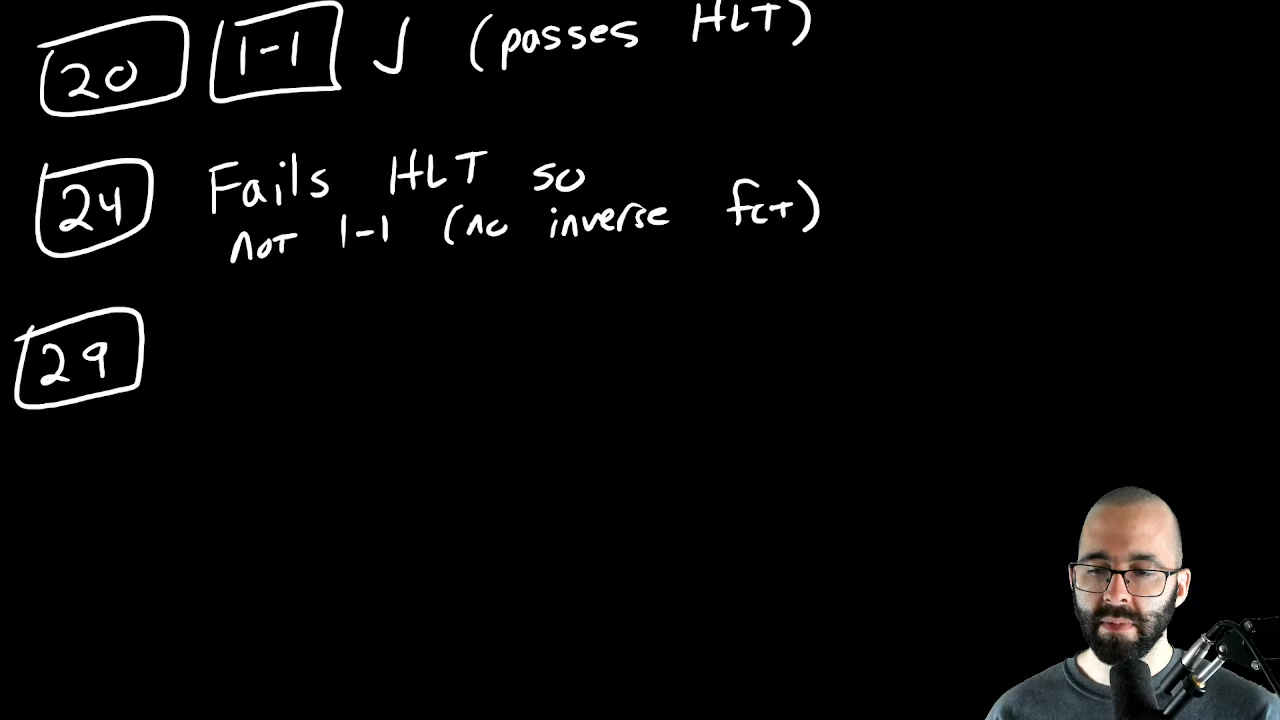 20 1-1 √ (passes HLT)
24 Fails HLT so
not 1-1 (no inverse fct)
29